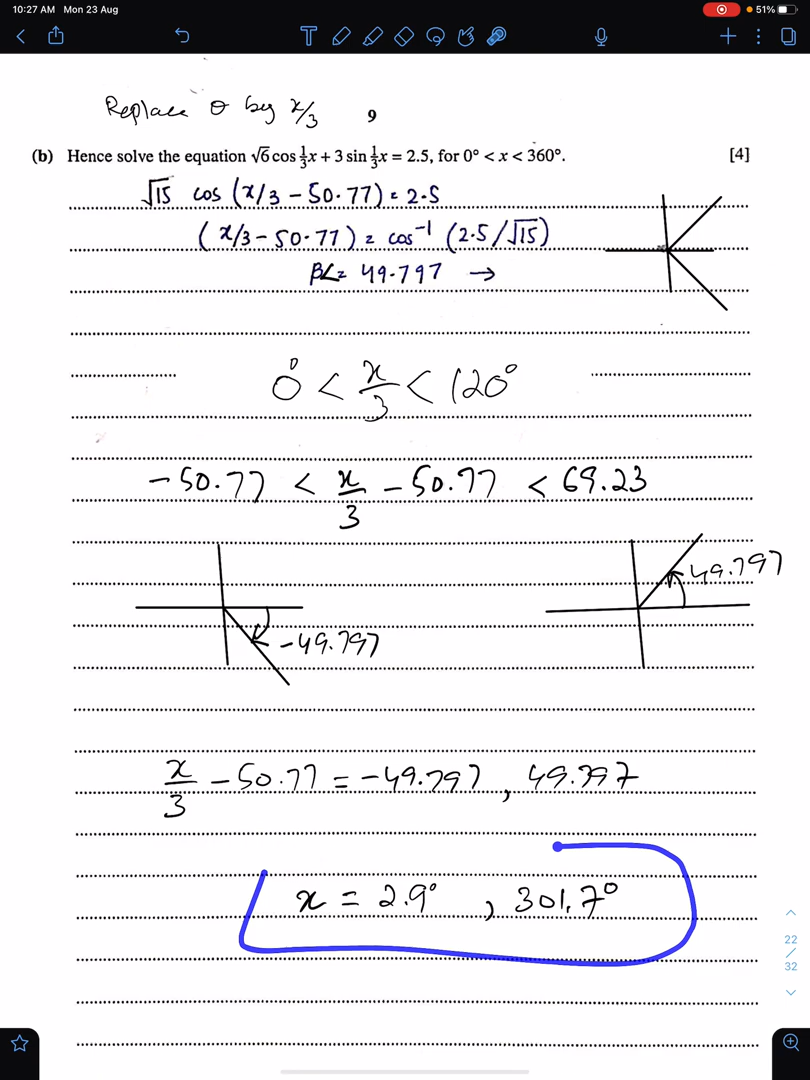 10:27 AM Mon 23 Aug
51%
Replace θ by x/3
9
(b) Hence solve the equation √6 cos ⅓x + 3 sin ⅓x = 2.5, for 0° < x < 360°. [4]
√15 cos (x/3 - 50.77) = 2.5
(x/3 - 50.77) = cos⁻¹ (2.5/√15)
β∠= 49.797 →
0° < x/3 < 120°
-50.77 < x/3 - 50.77 < 69.23
49.797
-49.797
x/3 - 50.77 = -49.797, 49.797
x = 2.9°, 301.7°
22
/
32